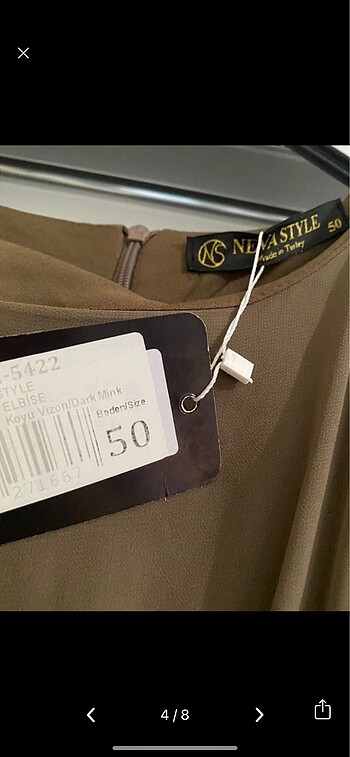 NS NEVA STYLE 50
Made in Turkey
-5422
STYLE
ELBİSE
Koyu Vizon/Dark Mink
Beden/Size
50
271667
4/8